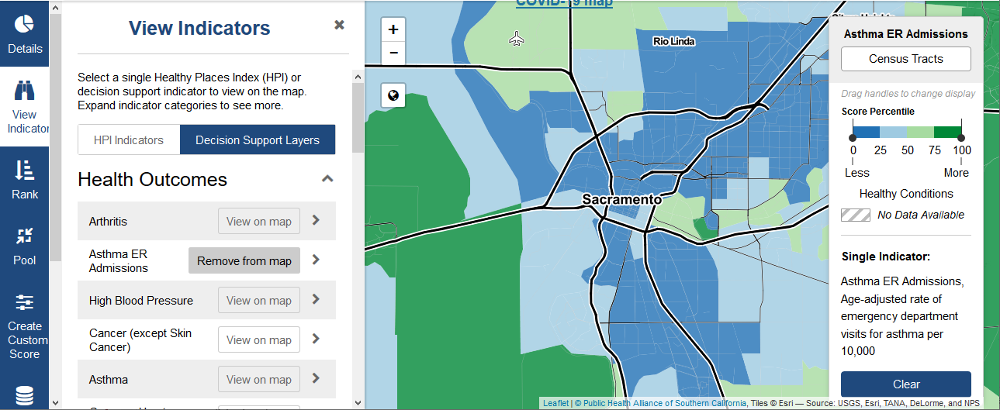 Details
View
Indicator
Rank
Pool
Create
Custom
Score
View Indicators
Select a single Healthy Places Index (HPI) or
decision support indicator to view on the map.
Expand indicator categories to see more.
HPI Indicators
Decision Support Layers
Health Outcomes
Arthritis
View on map
Asthma ER
Admissions
Remove from map
High Blood Pressure
View on map
Cancer (except Skin
Cancer)
View on map
Asthma
View on map
+
−
COVID-19 map
Rio Linda
Sacramento
Asthma ER Admissions
Census Tracts
Drag handles to change display
Score Percentile
0 25 50 75 100
Less More
Healthy Conditions
No Data Available
Single Indicator:
Asthma ER Admissions,
Age-adjusted rate of
emergency department
visits for asthma per
10,000
Clear
Leaflet | © Public Health Alliance of Southern California, Tiles © Esri — Source: USGS, Esri, TANA, DeLorme, and NPS